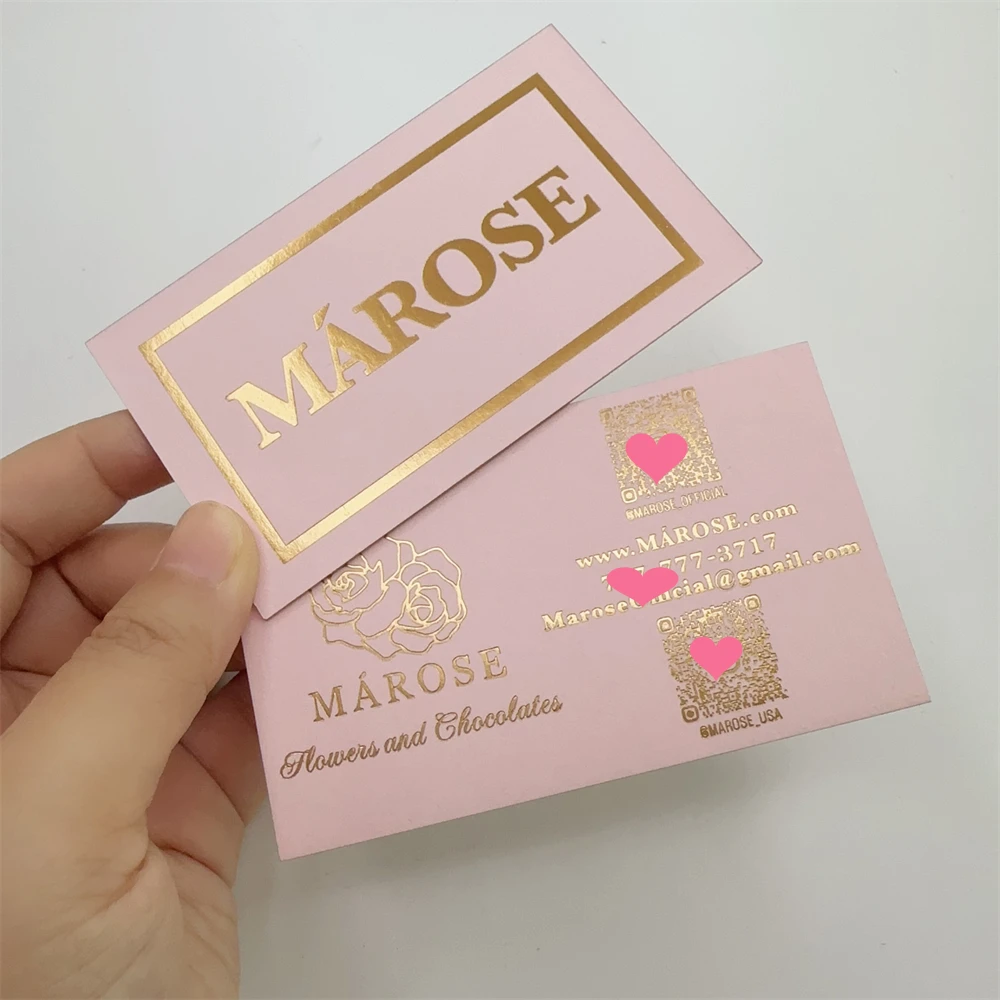 MÁROSE
@MAROSE_OFFICIAL
www.MÁROSE.com
777-3717
@gmail.com
@MAROSE_USA
MÁROSE
Flowers and Chocolates